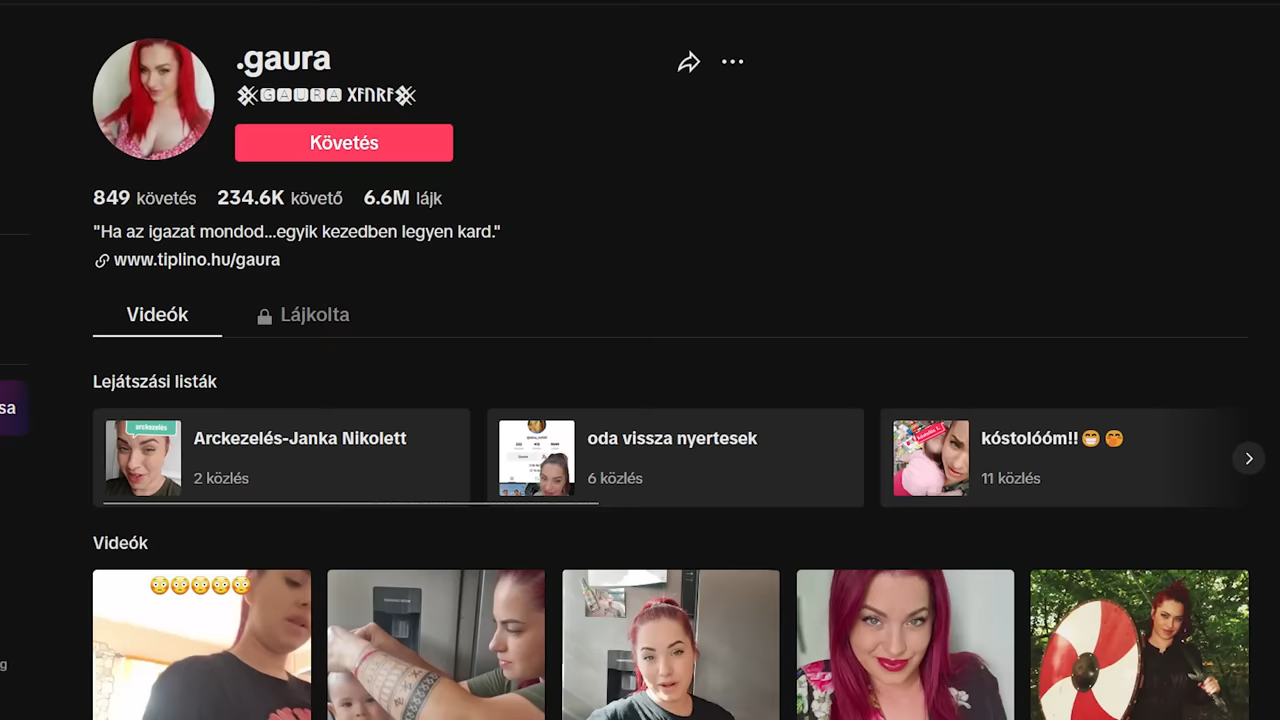 .gaura
🅶🅰🆄🆁🅰 ᚷᚨᚢᚱᚨ
Követés
849 követés 234.6K követő 6.6M lájk
"Ha az igazat mondod...egyik kezedben legyen kard."
www.tiplino.hu/gaura
Videók Lájkolta
Lejátszási listák
sa
arckezelés
Arckezelés-Janka Nikolett
2 közlés
oda vissza nyertesek
6 közlés
kóstolóóm!!😁🤭
11 közlés
Videók
😳😳😳😳😳
g